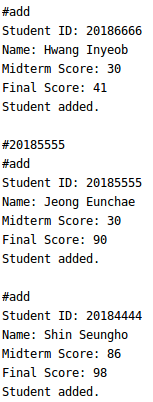 #add
Student ID: 20186666
Name: Hwang Inyeob
Midterm Score: 30
Final Score: 41
Student added.
#20185555
#add
Student ID: 20185555
Name: Jeong Eunchae
Midterm Score: 30
Final Score: 90
Student added.
#add
Student ID: 20184444
Name: Shin Seungho
Midterm Score: 86
Final Score: 98
Student added.